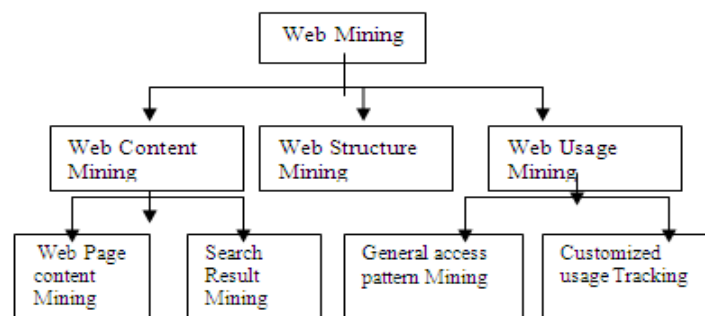 Web Mining
Web Content
Mining
Web Structure
Mining
Web Usage
Mining
Web Page
content
Mining
Search
Result
Mining
General access
pattern Mining
Customized
usage Tracking